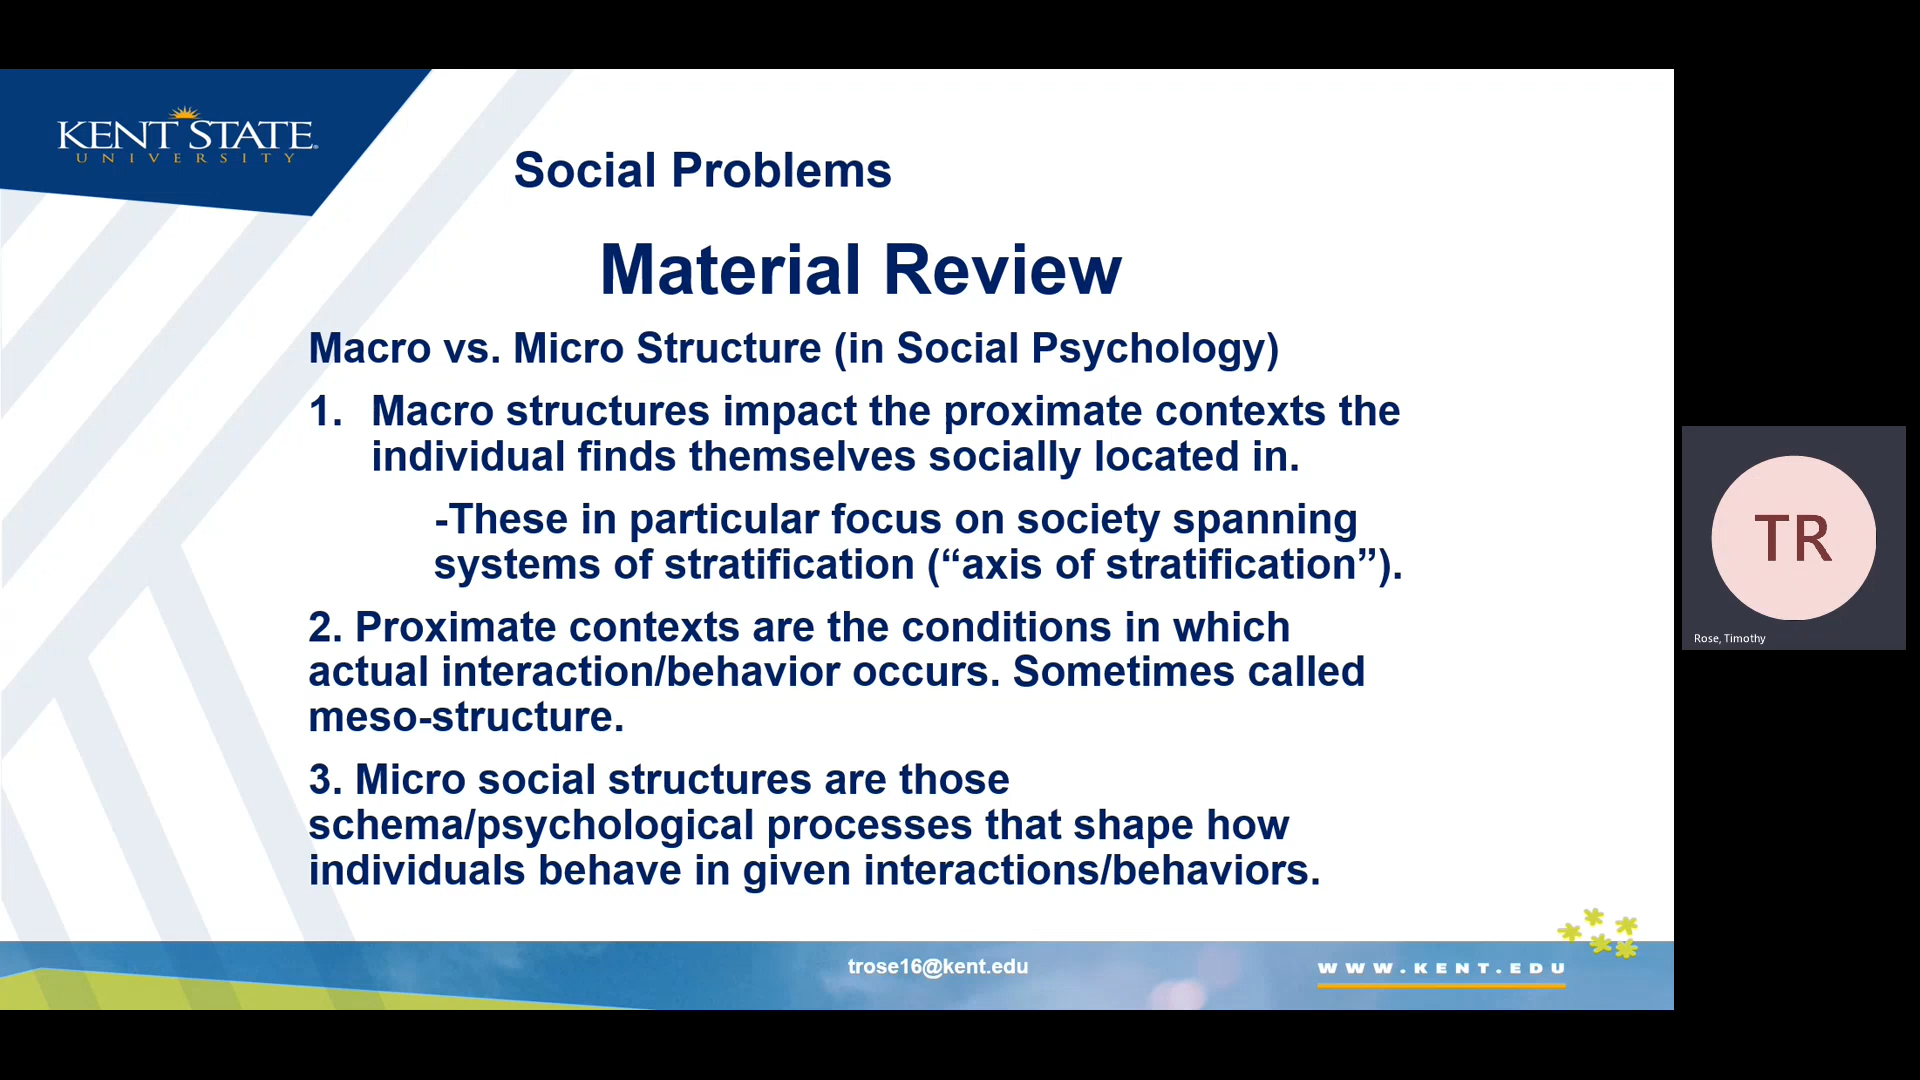 KENT STATE
UNIVERSITY
Social Problems
Material Review
Macro vs. Micro Structure (in Social Psychology)
1. Macro structures impact the proximate contexts the
individual finds themselves socially located in.
-These in particular focus on society spanning
systems of stratification (“axis of stratification”).
2. Proximate contexts are the conditions in which
actual interaction/behavior occurs. Sometimes called
meso-structure.
3. Micro social structures are those
schema/psychological processes that shape how
individuals behave in given interactions/behaviors.
trose16@kent.edu
WWW.KENT.EDU
TR
Rose, Timothy